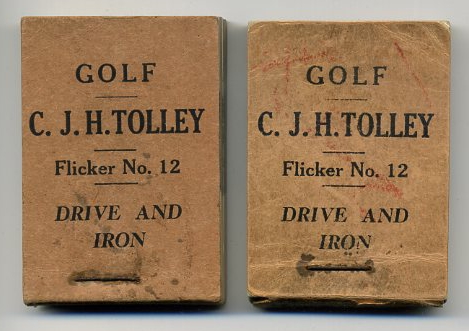 GOLF
C. J. H. TOLLEY
Flicker No. 12
DRIVE AND
IRON
GOLF
C. J. H. TOLLEY
Flicker No. 12
DRIVE AND
IRON